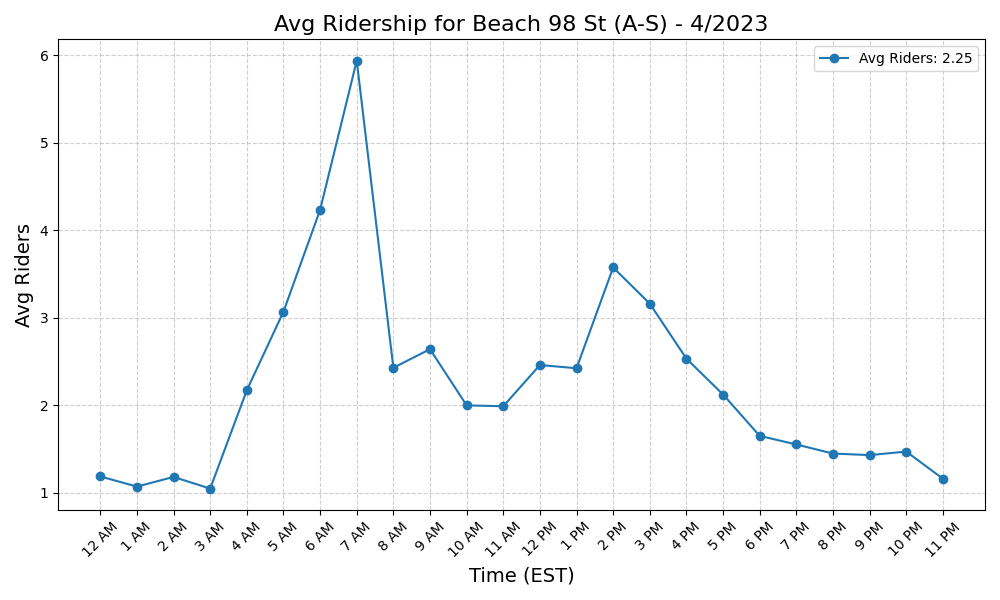 Avg Ridership for Beach 98 St (A-S) - 4/2023
Avg Riders: 2.25
Avg Riders
6
5
4
3
2
1
12 AM
1 AM
2 AM
3 AM
4 AM
5 AM
6 AM
7 AM
8 AM
9 AM
10 AM
11 AM
12 PM
1 PM
2 PM
3 PM
4 PM
5 PM
6 PM
7 PM
8 PM
9 PM
10 PM
11 PM
Time (EST)